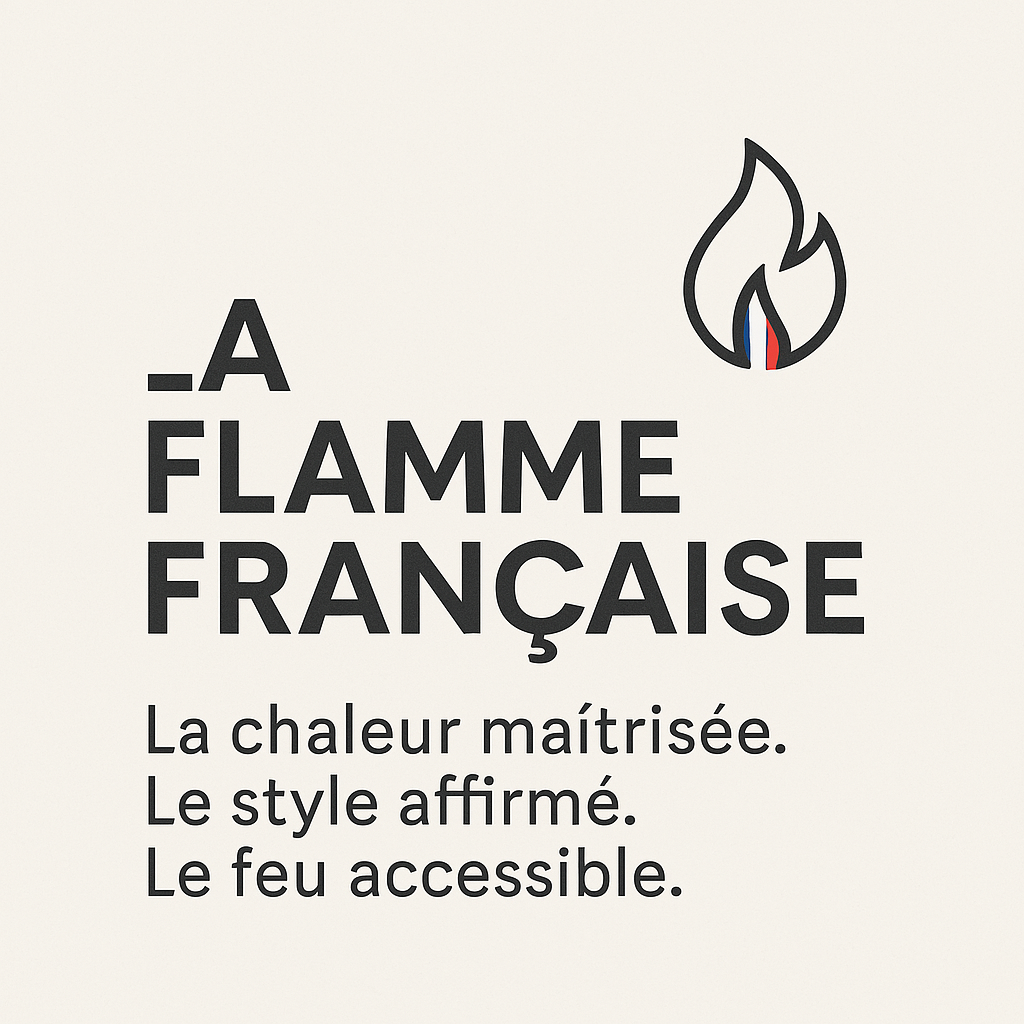 _A
FLAMME
FRANÇAISE
La chaleur maítrisée.
Le style affirmé.
Le feu accessible.